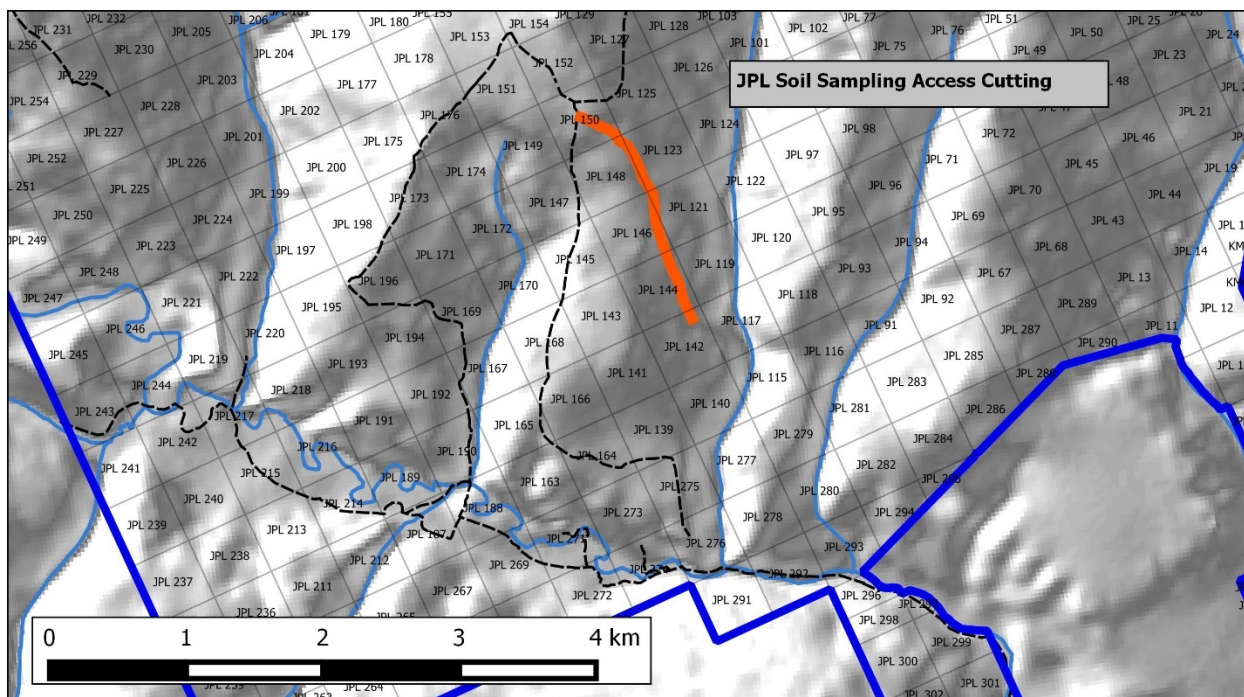 JPL Soil Sampling Access Cutting
JPL 231
JPL 205
JPL 206
JPL 179
JPL 180
JPL 153
JPL 154
JPL 129
JPL 128
JPL 103
JPL 102
JPL 77
JPL 76
JPL 51
JPL 25
JPL 24
JPL 230
JPL 204
JPL 178
JPL 152
JPL 127
JPL 101
JPL 75
JPL 49
JPL 50
JPL 23
JPL 229
JPL 203
JPL 177
JPL 151
JPL 126
JPL 254
JPL 228
JPL 202
JPL 176
JPL 150
JPL 125
JPL 124
JPL 98
JPL 72
JPL 46
JPL 21
JPL 227
JPL 201
JPL 175
JPL 149
JPL 123
JPL 97
JPL 71
JPL 45
JPL 19
JPL 252
JPL 226
JPL 200
JPL 174
JPL 148
JPL 122
JPL 96
JPL 70
JPL 44
JPL 251
JPL 225
JPL 199
JPL 173
JPL 147
JPL 121
JPL 95
JPL 69
JPL 43
JPL 250
JPL 224
JPL 198
JPL 172
JPL 146
JPL 120
JPL 94
JPL 68
JPL 14
JPL 249
JPL 223
JPL 197
JPL 171
JPL 145
JPL 119
JPL 93
JPL 67
JPL 13
JPL 248
JPL 222
JPL 196
JPL 170
JPL 144
JPL 118
JPL 92
JPL 289
JPL 12
JPL 247
JPL 221
JPL 195
JPL 169
JPL 143
JPL 117
JPL 91
JPL 287
JPL 290
JPL 11
JPL 246
JPL 220
JPL 194
JPL 168
JPL 142
JPL 116
JPL 285
JPL 245
JPL 219
JPL 193
JPL 167
JPL 141
JPL 115
JPL 283
JPL 244
JPL 218
JPL 192
JPL 166
JPL 140
JPL 281
JPL 286
JPL 243
JPL 217
JPL 191
JPL 165
JPL 139
JPL 279
JPL 284
JPL 242
JPL 216
JPL 190
JPL 164
JPL 277
JPL 282
JPL 241
JPL 215
JPL 189
JPL 163
JPL 275
JPL 280
JPL 240
JPL 214
JPL 188
JPL 273
JPL 278
JPL 294
JPL 239
JPL 213
JPL 187
JPL 276
JPL 293
JPL 238
JPL 212
JPL 269
JPL 292
JPL 237
JPL 211
JPL 267
JPL 272
JPL 291
JPL 296
JPL 236
JPL 298
JPL 299
JPL 300
JPL 301
JPL 302
JPL 264
0 1 2 3 4 km